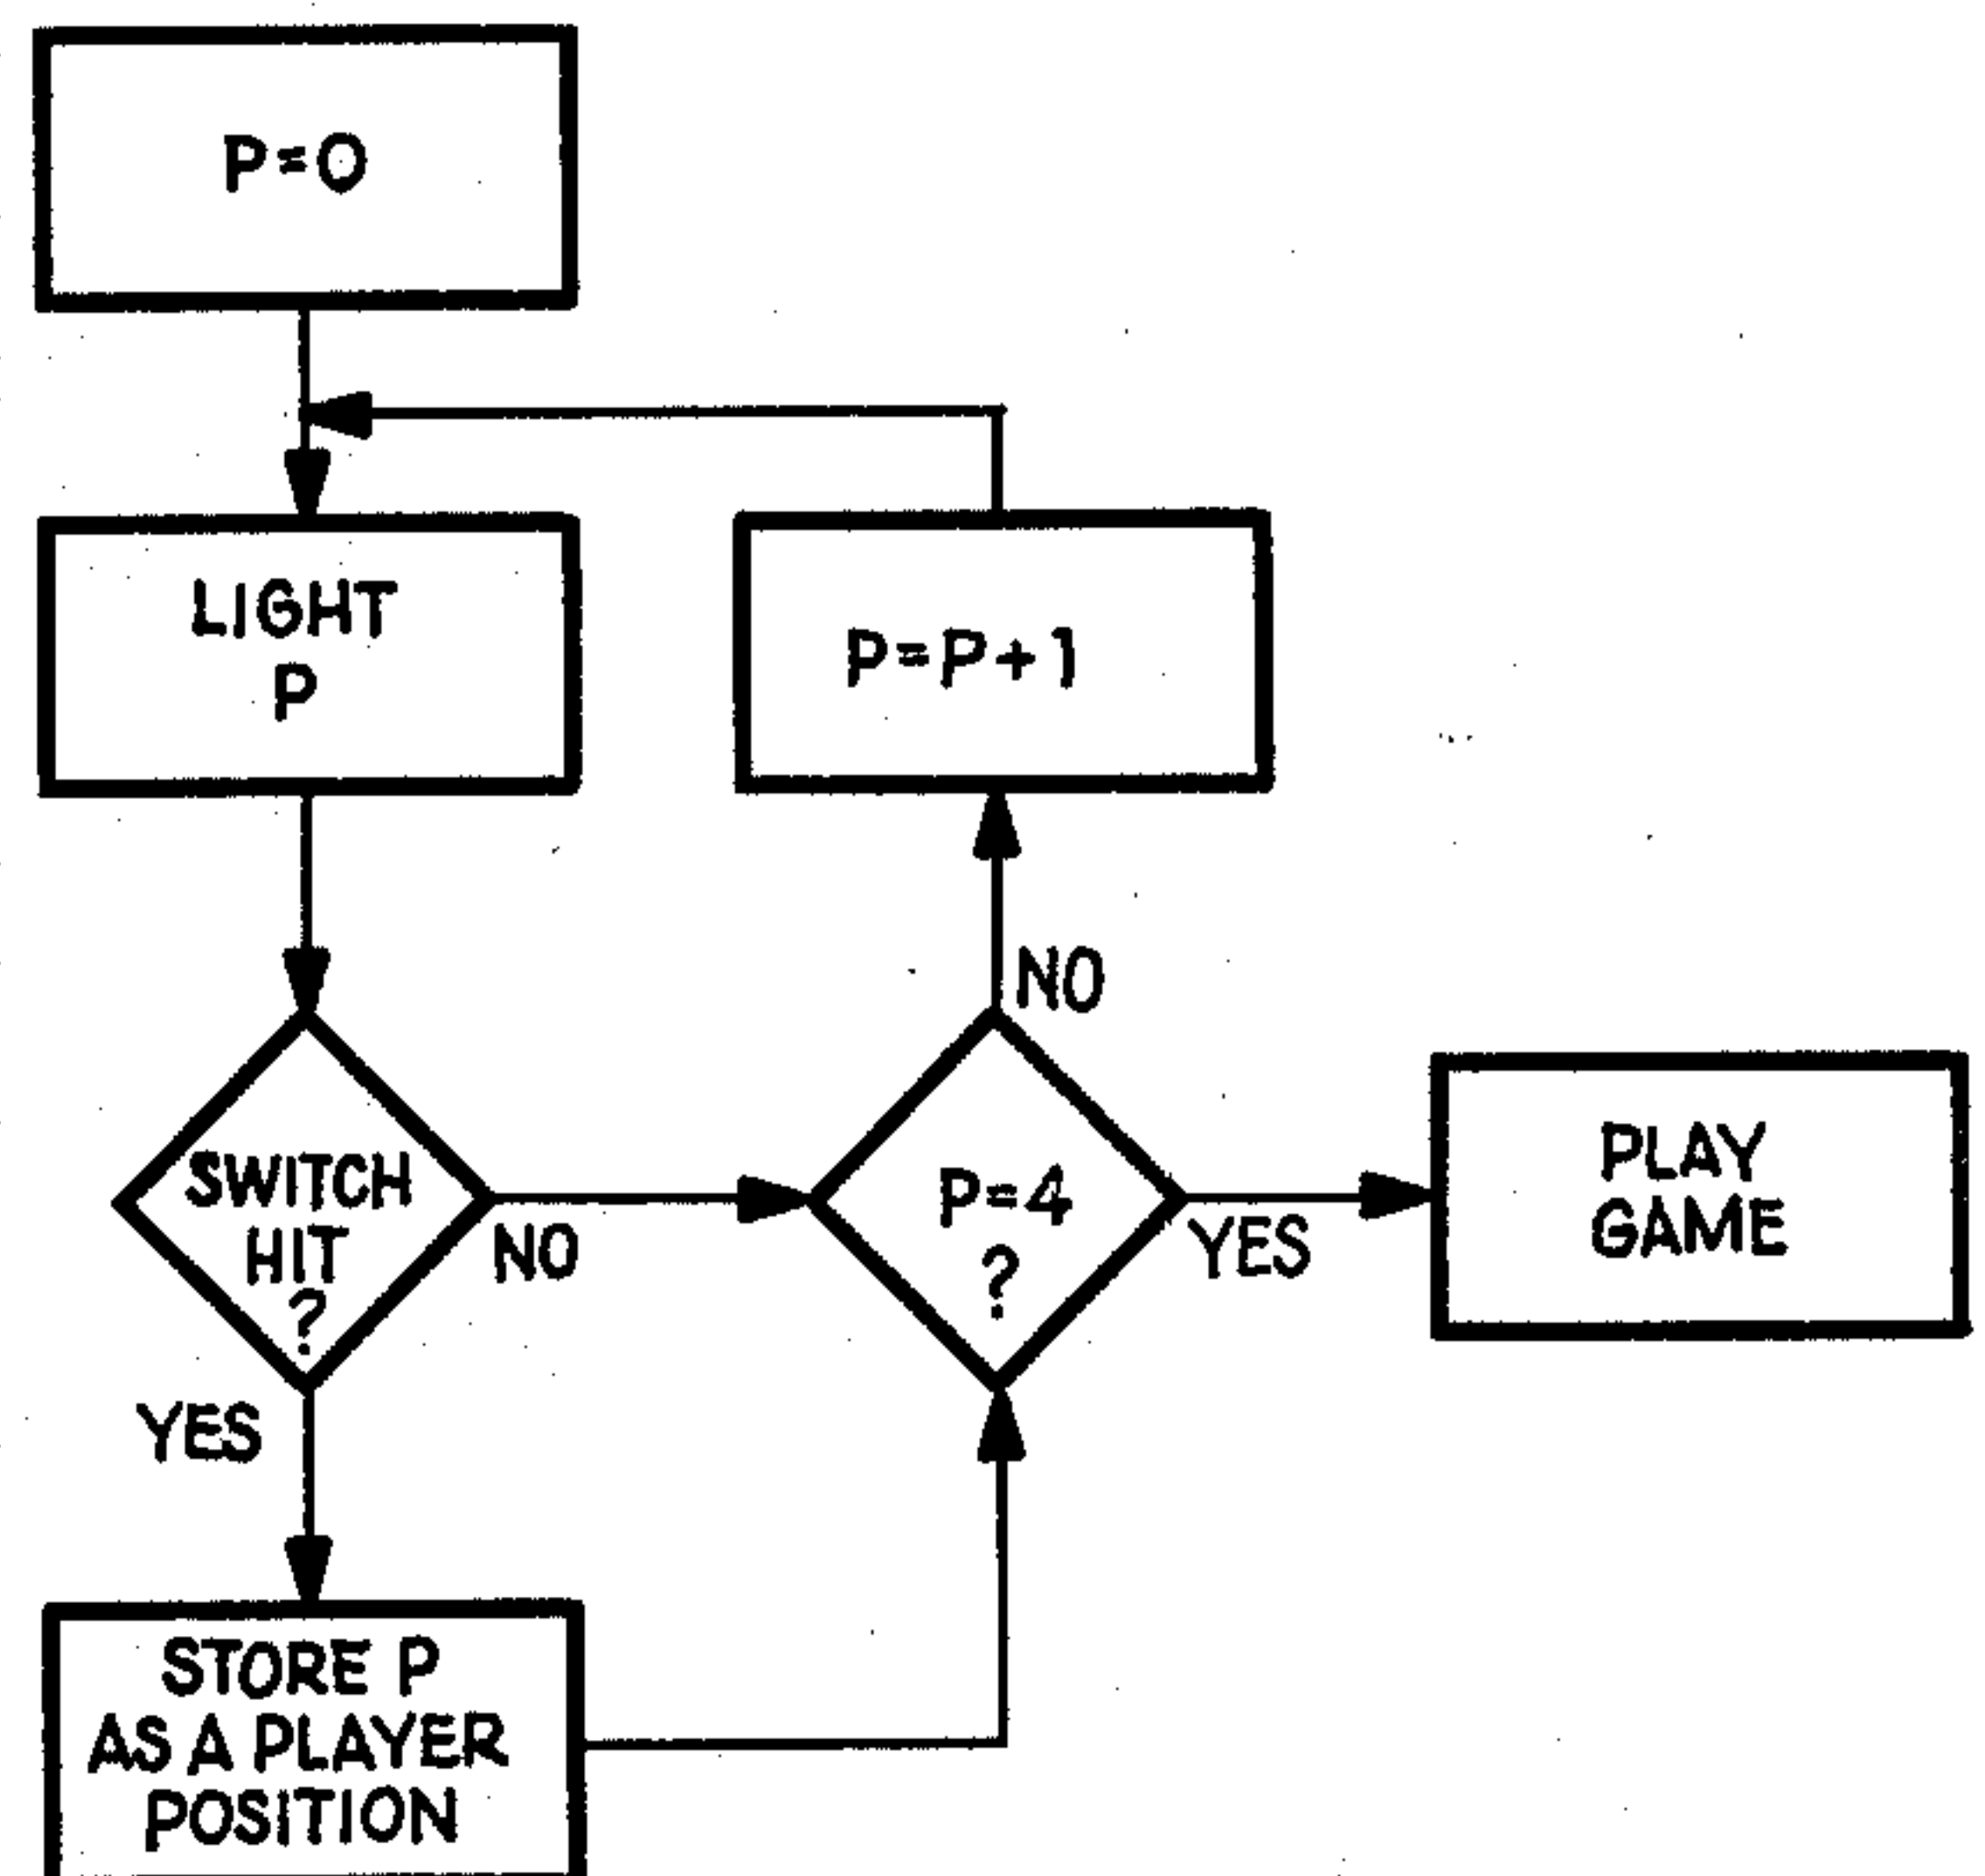 P=0
LIGHT
P
P=P+1
NO
SWITCH
HIT
?
NO
P=4
?
YES
PLAY
GAME
YES
STORE P
AS A PLAYER
POSITION